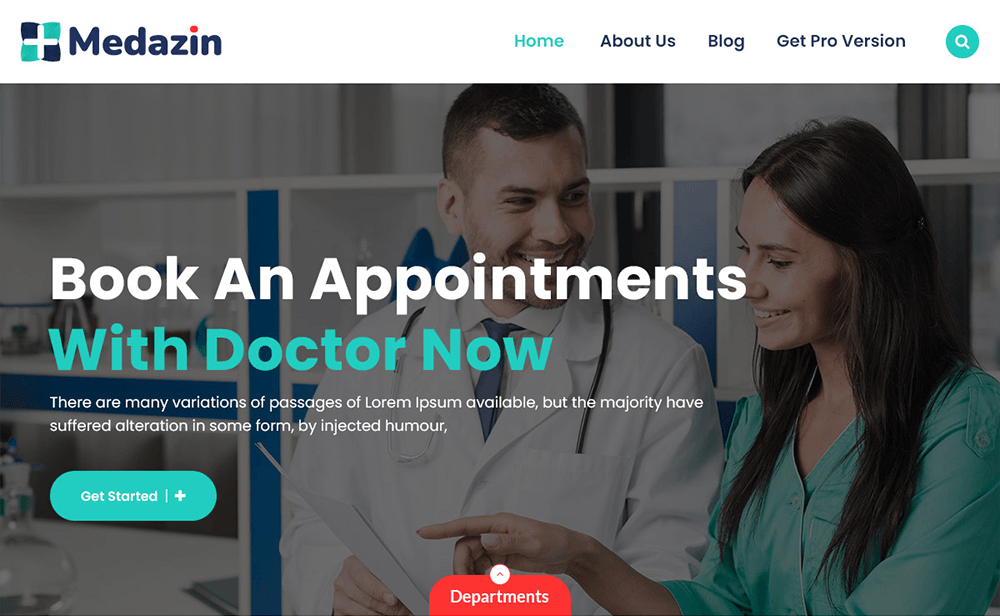 Medazin
Home About Us Blog Get Pro Version
Book An Appointments
With Doctor Now
There are many variations of passages of Lorem Ipsum available, but the majority have
suffered alteration in some form, by injected humour,
Get Started |
Departments